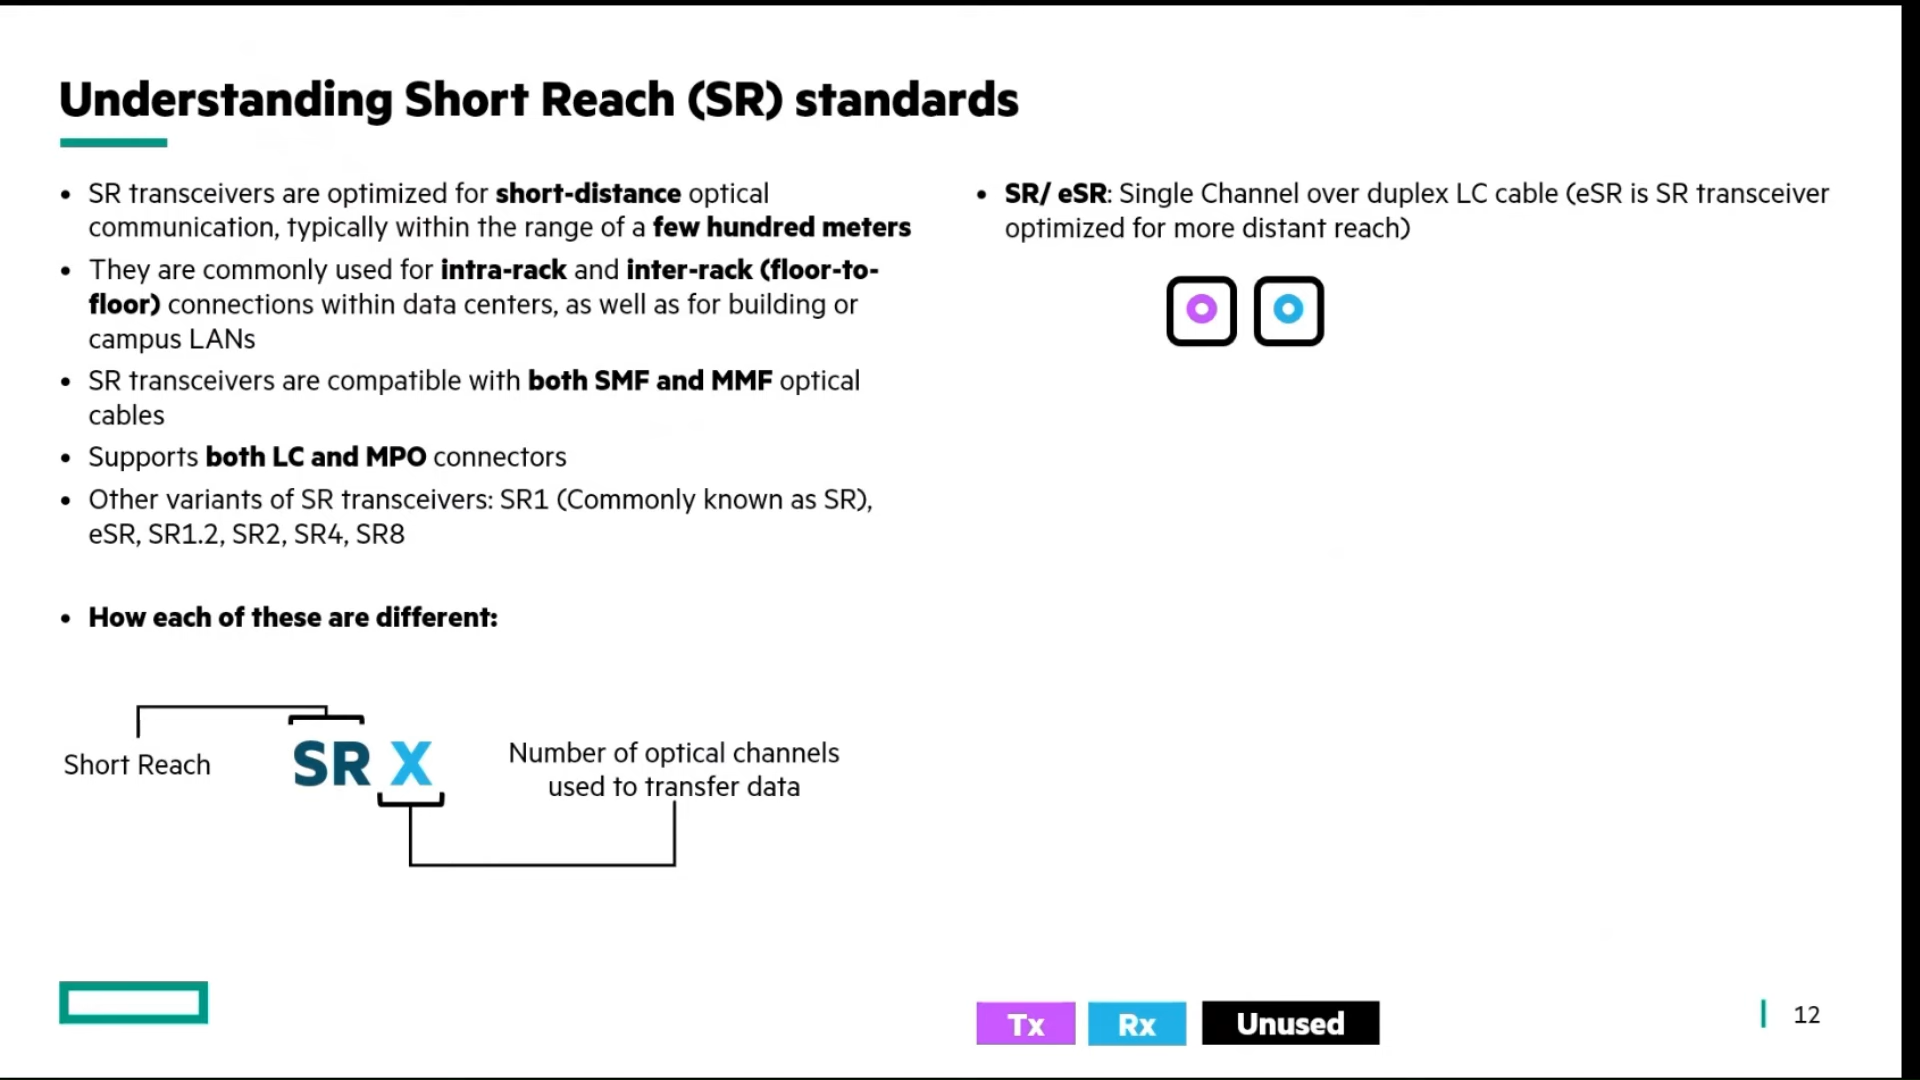 Understanding Short Reach (SR) standards
• SR transceivers are optimized for short-distance optical
communication, typically within the range of a few hundred meters
• They are commonly used for intra-rack and inter-rack (floor-to-
floor) connections within data centers, as well as for building or
campus LANs
• SR transceivers are compatible with both SMF and MMF optical
cables
• Supports both LC and MPO connectors
• Other variants of SR transceivers: SR1 (Commonly known as SR),
eSR, SR1.2, SR2, SR4, SR8
• How each of these are different:
Short Reach
SR X
Number of optical channels
used to transfer data
• SR/ eSR: Single Channel over duplex LC cable (eSR is SR transceiver
optimized for more distant reach)
Tx
Rx
Unused
12